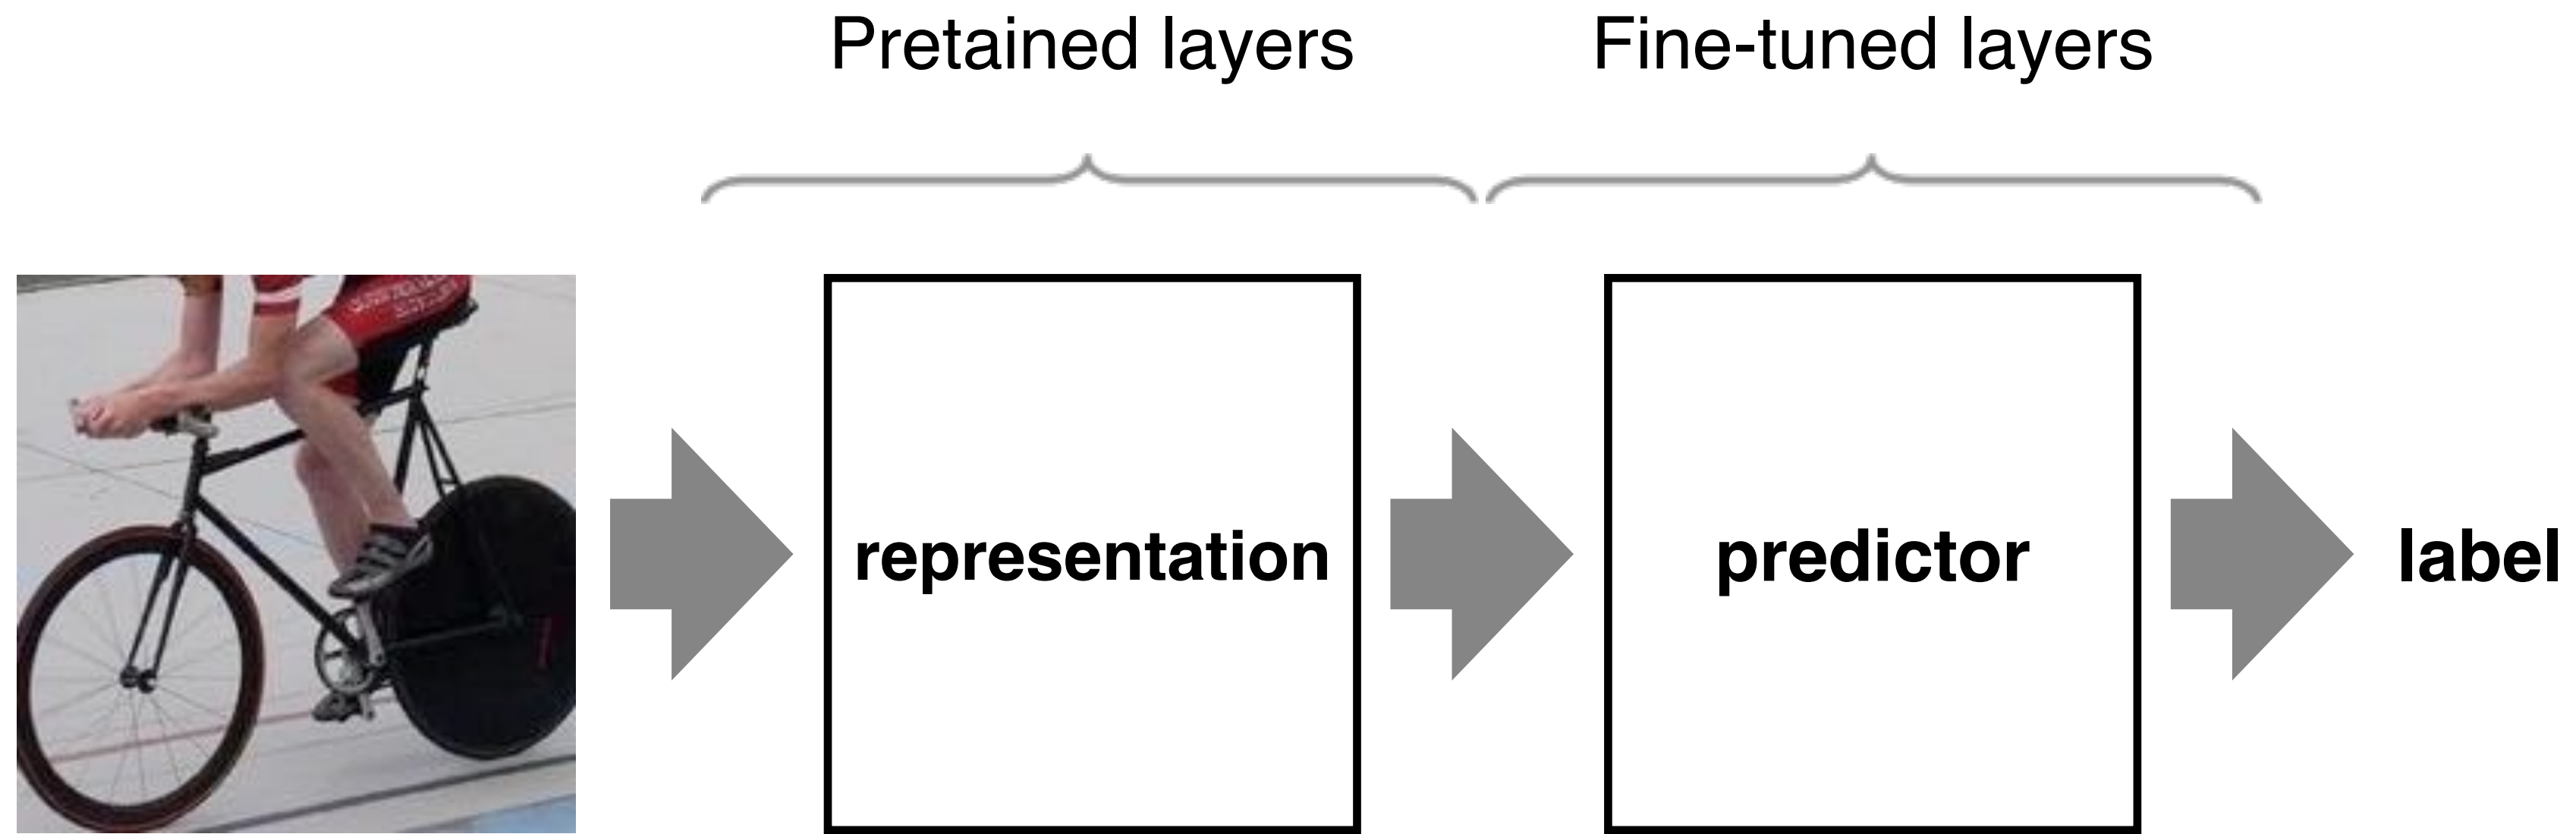 Pretained layers
Fine-tuned layers
representation
predictor
label